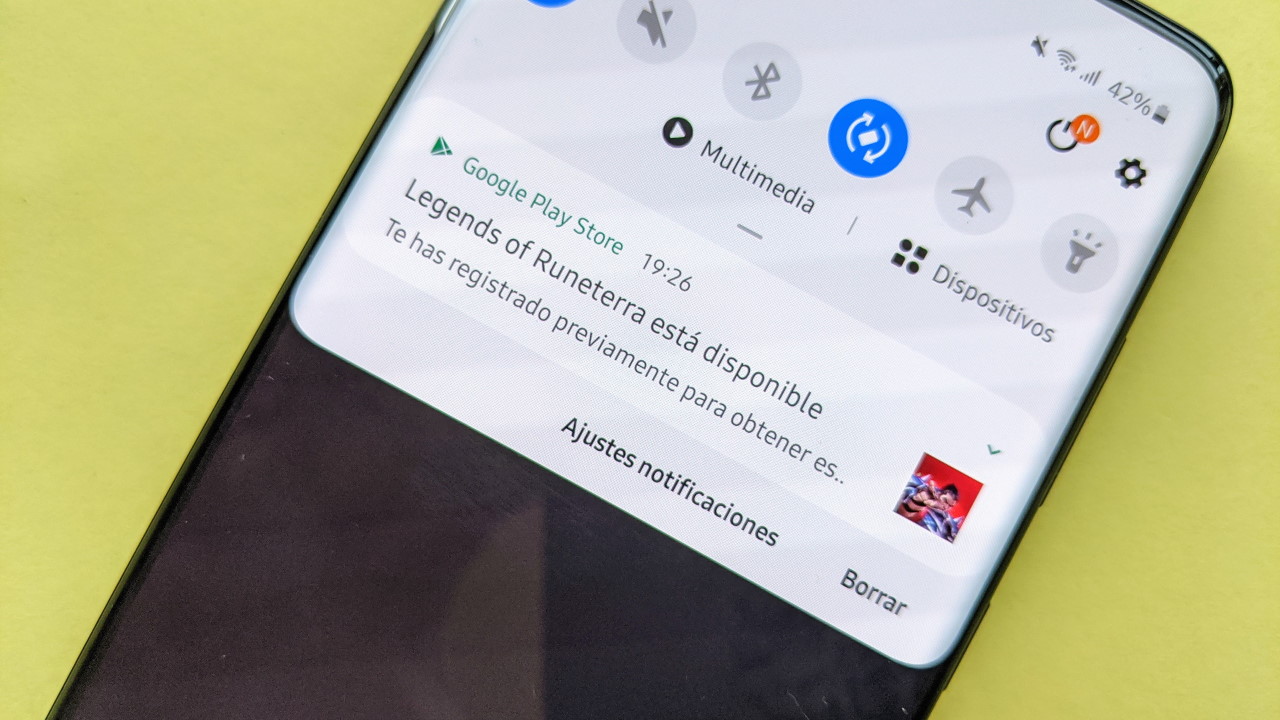 42%
N
Multimedia
Dispositivos
Google Play Store 19:26
Legends of Runeterra está disponible
Te has registrado previamente para obtener es..
Ajustes notificaciones
Borrar